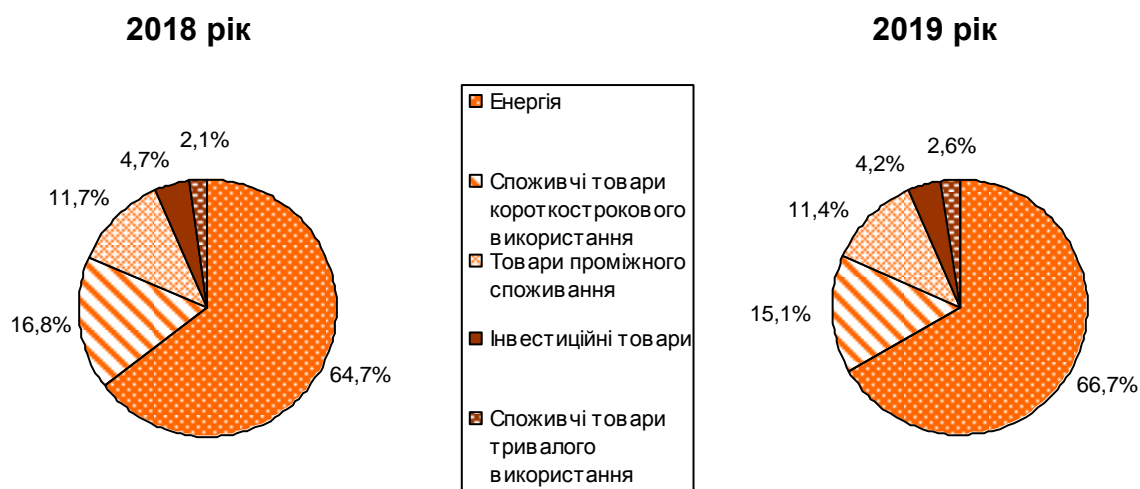 2018 рік
2019 рік
2,1%
4,7%
11,7%
16,8%
64,7%
Енергія
Споживчі товари
короткострокового
використання
Товари проміжного
споживання
Інвестиційні товари
Споживчі товари
тривалого
використання
2,6%
4,2%
11,4%
15,1%
66,7%